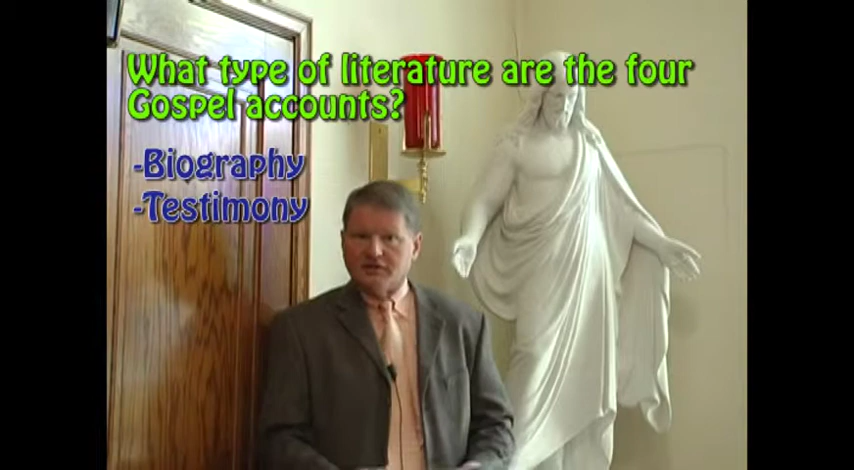 What type of literature are the four
Gospel accounts?
-Biography
-Testimony